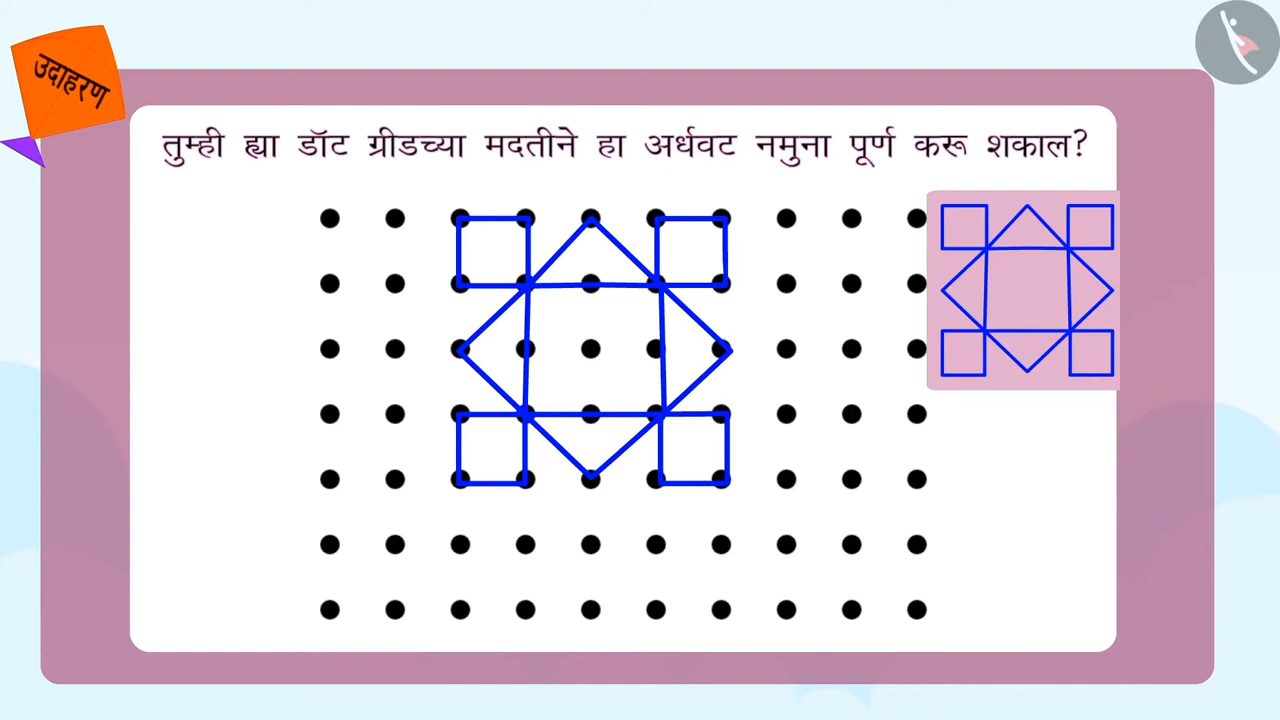 उदाहरण
तुम्ही ह्या डॉट ग्रीडच्या मदतीने हा अर्धवट नमुना पूर्ण करू शकाल?